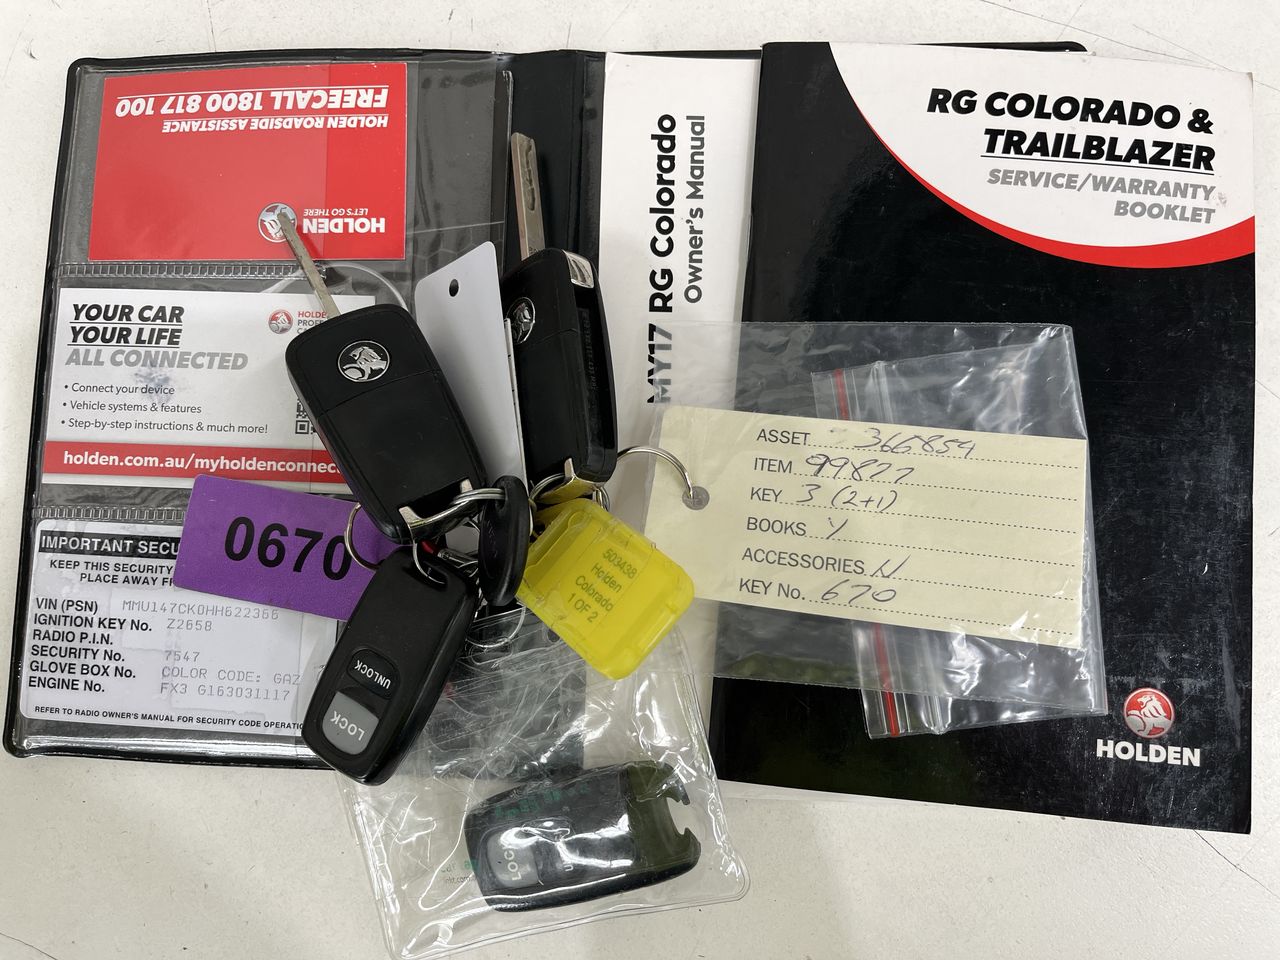 FREECALL 1800 817 100
HOLDEN ROADSIDE ASSISTANCE
HOLDEN
LET'S GO THERE
YOUR CAR
YOUR LIFE
ALL CONNECTED
• Connect your device
• Vehicle systems & features
• Step-by-step instructions & much more!
holden.com.au/myholdenconnec
IMPORTANT SECU
KEEP THIS SECURITY
PLACE AWAY
VIN (PSN) MMU147CK0HH622366
IGNITION KEY No. Z2658
RADIO P.I.N.
SECURITY No. 7547
GLOVE BOX No. COLOR CODE: GAZ
ENGINE No. FX3 G163031117
REFER TO RADIO OWNER'S MANUAL FOR SECURITY CODE OPERATIO
0670
UNLOCK
LOCK
503438
Holden
Colorado
1 OF 2
LOC
MY17 RG Colorado
Owner's Manual
RG COLORADO &
TRAILBLAZER
SERVICE/WARRANTY
BOOKLET
ASSET 366854
ITEM 99877
KEY 3 (2+1)
BOOKS Y
ACCESSORIES N
KEY No. 670
HOLDEN